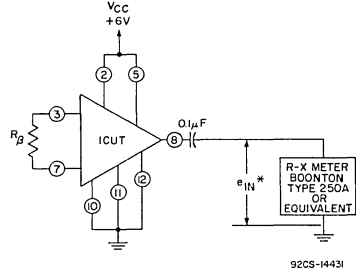 VCC
+6V
2
5
3
Rβ
ICUT
7
8
0.1μF
12
11
10
eIN*
R-X METER
BOONTON
TYPE 250A
OR
EQUIVALENT
92CS-14431